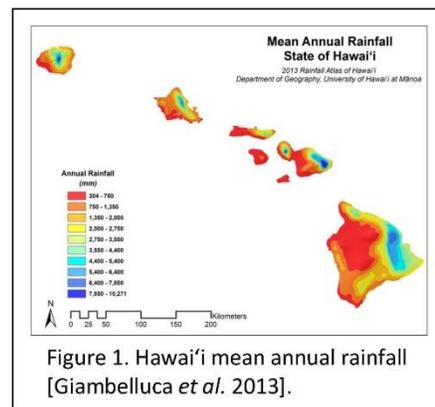 Mean Annual Rainfall
State of Hawai‘i
2013 Rainfall Atlas of Hawai‘i
Department of Geography, University of Hawai‘i at Mānoa
Annual Rainfall
(mm)
204 - 750
750 - 1,350
1,350 - 2,000
2,000 - 2,750
2,750 - 3,550
3,550 - 4,400
4,400 - 5,400
5,400 - 6,400
6,400 - 7,850
7,850 - 10,271
N
Kilometers
0 12 25 50 100 150 200
Figure 1. Hawai‘i mean annual rainfall
[Giambelluca et al. 2013].